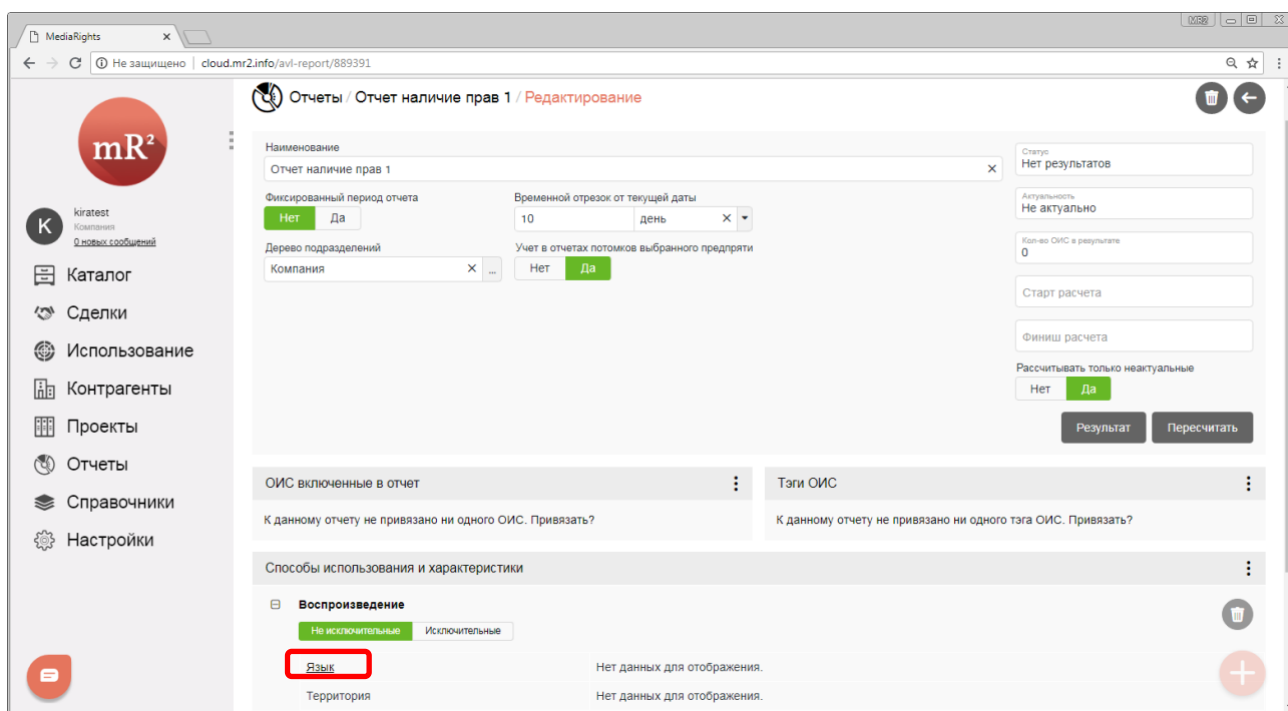 MR2
MediaRights
Не защищено | cloud.mr2.info/avl-report/889391
mR²
K
kiratest
Компания
0 новых сообщений
Каталог
Сделки
Использование
Контрагенты
Проекты
Отчеты
Справочники
Настройки
Отчеты / Отчет наличие прав 1 / Редактирование
Наименование
Отчет наличие прав 1
Фиксированный период отчета
Нет Да
Временной отрезок от текущей даты
10 день
Дерево подразделений
Компания ...
Учет в отчетах потомков выбранного предпряти
Нет Да
Статус
Нет результатов
Актуальность
Не актуально
Кол-во ОИС в результате
0
Старт расчета
Финиш расчета
Рассчитывать только неактуальные
Нет Да
Результат Пересчитать
ОИС включенные в отчет
К данному отчету не привязано ни одного ОИС. Привязать?
Тэги ОИС
К данному отчету не привязано ни одного тэга ОИС. Привязать?
Способы использования и характеристики
Воспроизведение
Не исключительные Исключительные
Язык Нет данных для отображения.
Территория Нет данных для отображения.